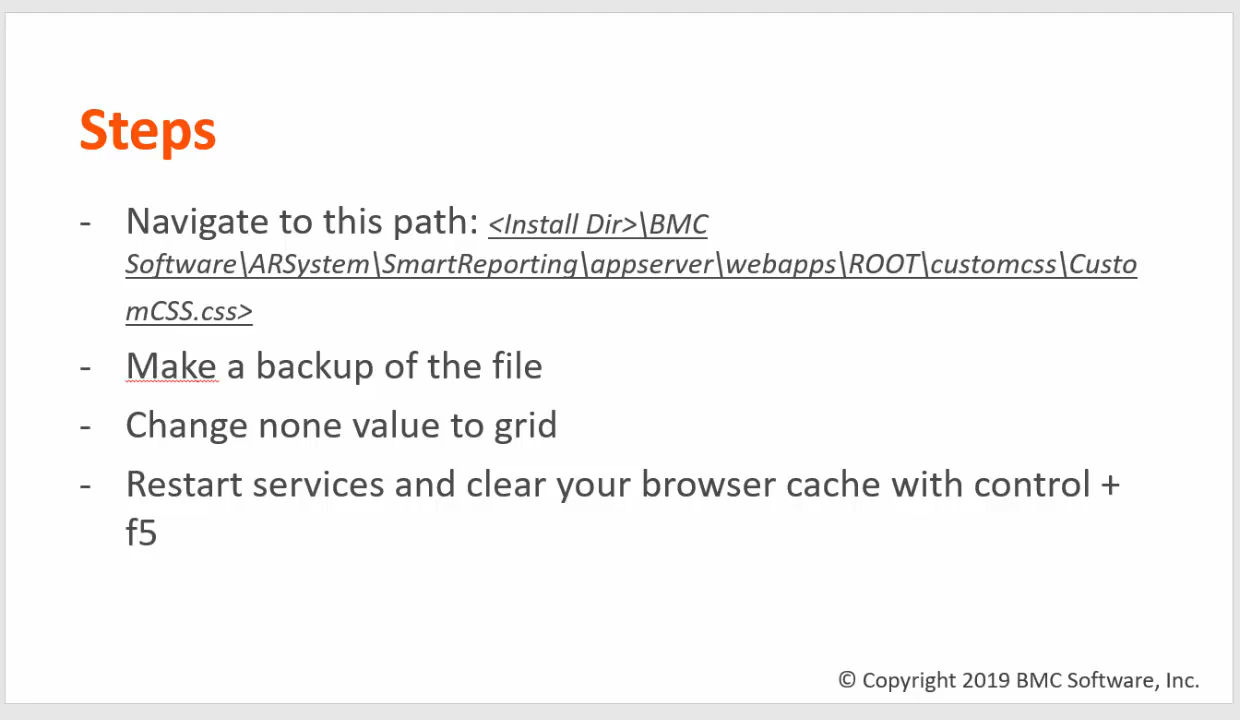 Steps
- Navigate to this path: <Install Dir>\BMC
Software\ARSystem\SmartReporting\appserver\webapps\ROOT\customcss\Custo
mCSS.css>
- Make a backup of the file
- Change none value to grid
- Restart services and clear your browser cache with control +
f5
© Copyright 2019 BMC Software, Inc.